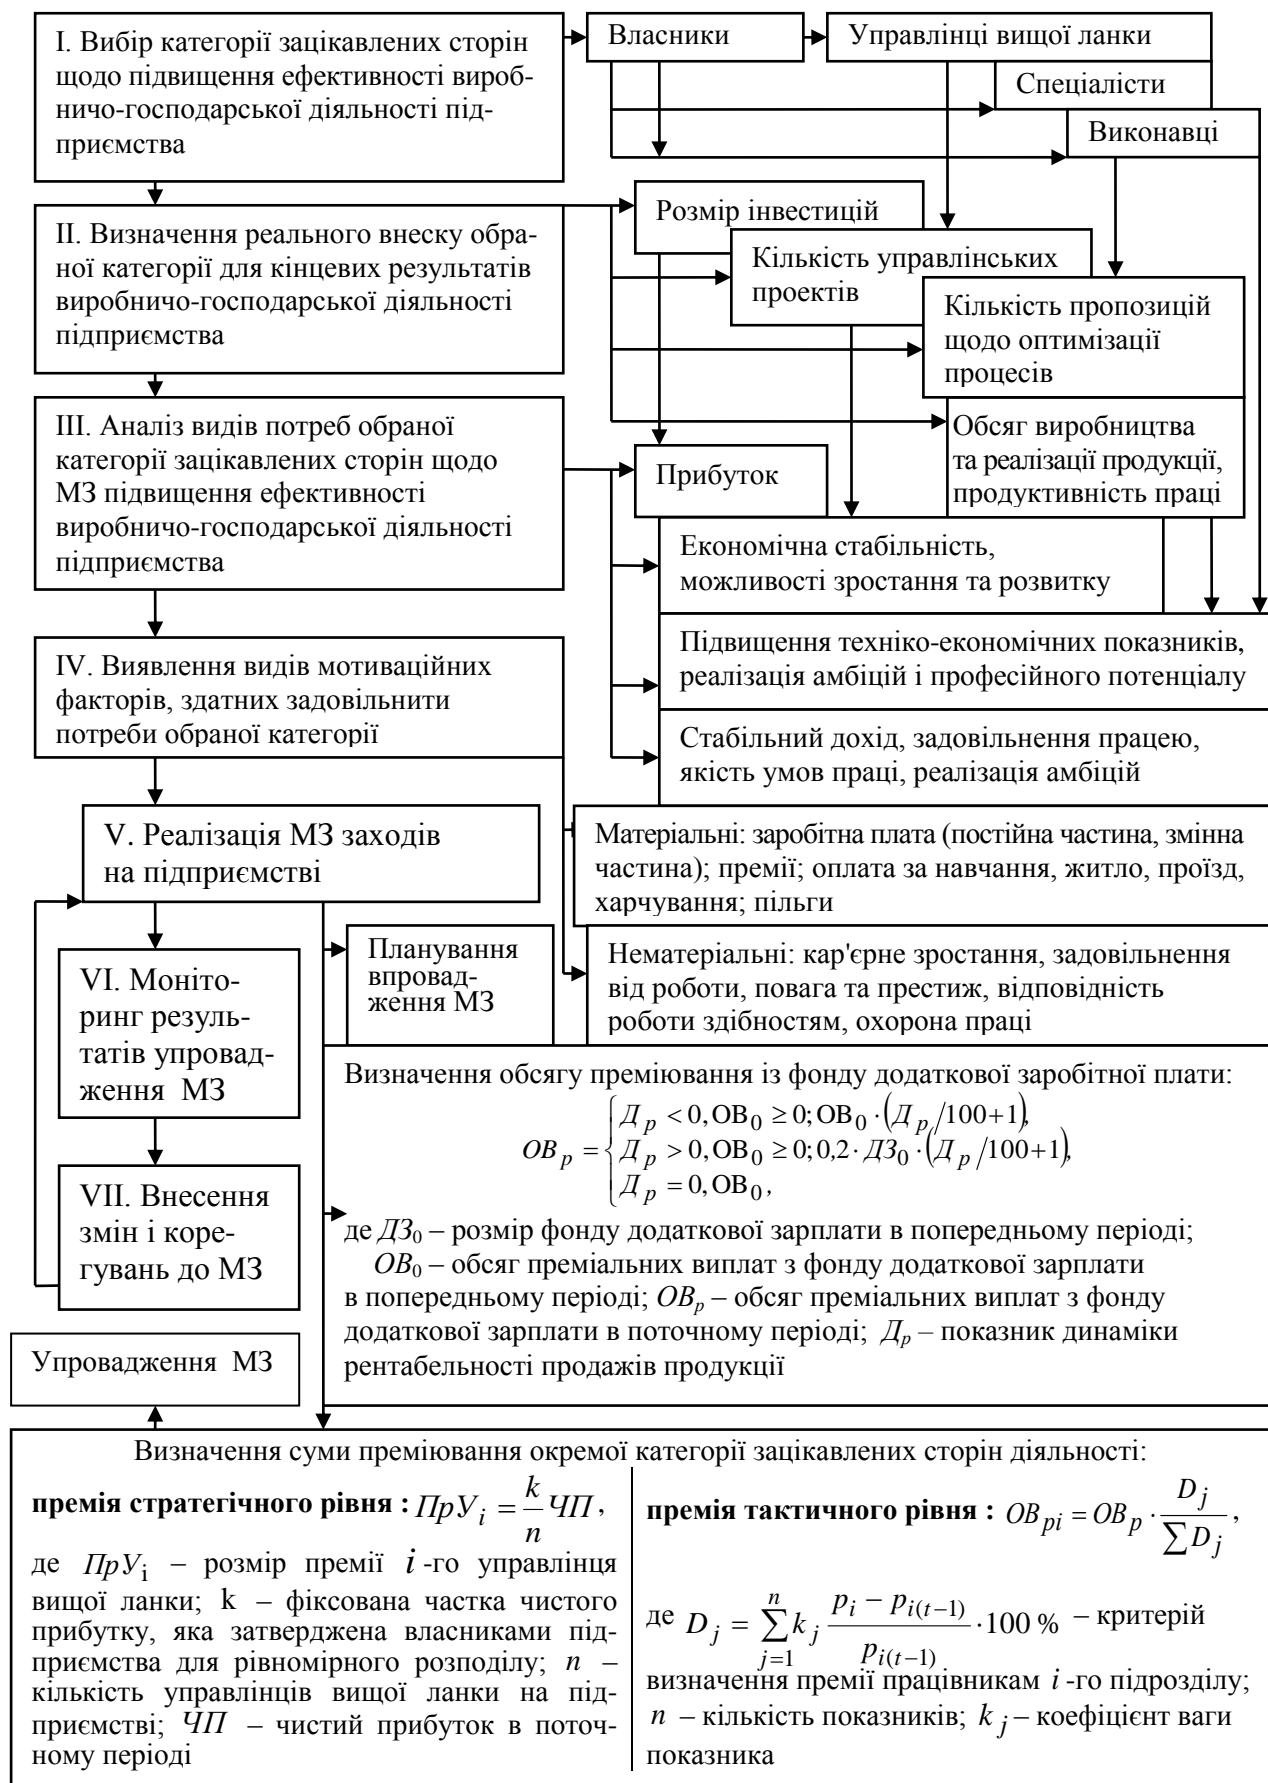 I. Вибір категорії зацікавлених сторін
щодо підвищення ефективності вироб-
ничо-господарської діяльності під-
приємства
Власники
Управлінці вищої ланки
Спеціалісти
Виконавці
II. Визначення реального внеску обра-
ної категорії для кінцевих результатів
виробничо-господарської діяльності
підприємства
Розмір інвестицій
Кількість управлінських
проектів
Кількість пропозицій
щодо оптимізації
процесів
Обсяг виробництва
та реалізації продукції,
продуктивність праці
III. Аналіз видів потреб обраної
категорії зацікавлених сторін щодо
МЗ підвищення ефективності
виробничо-господарської діяльності
підприємства
Прибуток
Економічна стабільність,
можливості зростання та розвитку
Підвищення техніко-економічних показників,
реалізація амбіцій і професійного потенціалу
Стабільний дохід, задовільнення працею,
якість умов праці, реалізація амбіцій
IV. Виявлення видів мотиваційних
факторів, здатних задовільнити
потреби обраної категорії
Матеріальні: заробітна плата (постійна частина, змінна
частина); премії; оплата за навчання, житло, проїзд,
харчування; пільги
Нематеріальні: кар'єрне зростання, задовільнення
від роботи, повага та престиж, відповідність
роботи здібностям, охорона праці
V. Реалізація МЗ заходів
на підприємстві
Планування
впровад-
ження МЗ
VI. Моніто-
ринг резуль-
татів упровад-
ження МЗ
VII. Внесення
змін і коре-
гувань до МЗ
Визначення обсягу преміювання із фонду додаткової заробітної плати:
Д_p < 0, ОВ_0 ≥ 0; ОВ_0 · (Д_p/100+1),
ОВ_p = { Д_p > 0, ОВ_0 ≥ 0; 0,2 · ДЗ_0 · (Д_p/100+1),
Д_p = 0, ОВ_0 ,
де ДЗ_0 – розмір фонду додаткової зарплати в попередньому періоді;
ОВ_0 – обсяг преміальних виплат з фонду додаткової зарплати
в попередньому періоді; ОВ_p – обсяг преміальних виплат з фонду
додаткової зарплати в поточному періоді; Д_p – показник динаміки
рентабельності продажів продукції
Упровадження МЗ
Визначення суми преміювання окремої категорії зацікавлених сторін діяльності:
премія стратегічного рівня : ПрУ_i = k/n ЧП,
де ПрУ_i – розмір премії i -го управлінця
вищої ланки; k – фіксована частка чистого
прибутку, яка затверджена власниками під-
приємства для рівномірного розподілу; n –
кількість управлінців вищої ланки на під-
приємстві; ЧП – чистий прибуток в поточ-
ному періоді
премія тактичного рівня : ОВ_pi = ОВ_p · D_j / ∑ D_j ,
де D_j = ∑_{j=1}^{n} k_j (p_i − p_{i(t−1)}) / p_{i(t−1)} · 100 % – критерій
визначення премії працівникам i -го підрозділу;
n – кількість показників; k_j – коефіцієнт ваги
показника